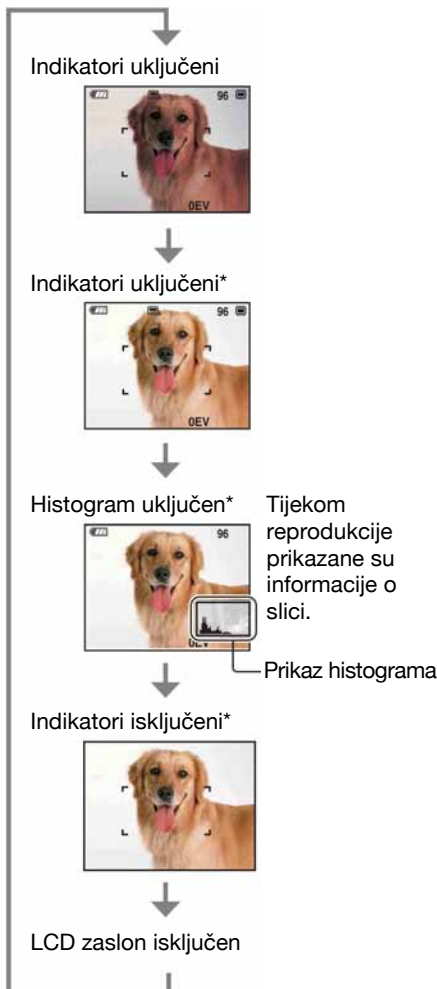 Indikatori uključeni
96
0EV
Indikatori uključeni*
96
0EV
Histogram uključen*
96
0EV
Tijekom
reprodukcije
prikazane su
informacije o
slici.
Prikaz histograma
Indikatori isključeni*
LCD zaslon isključen